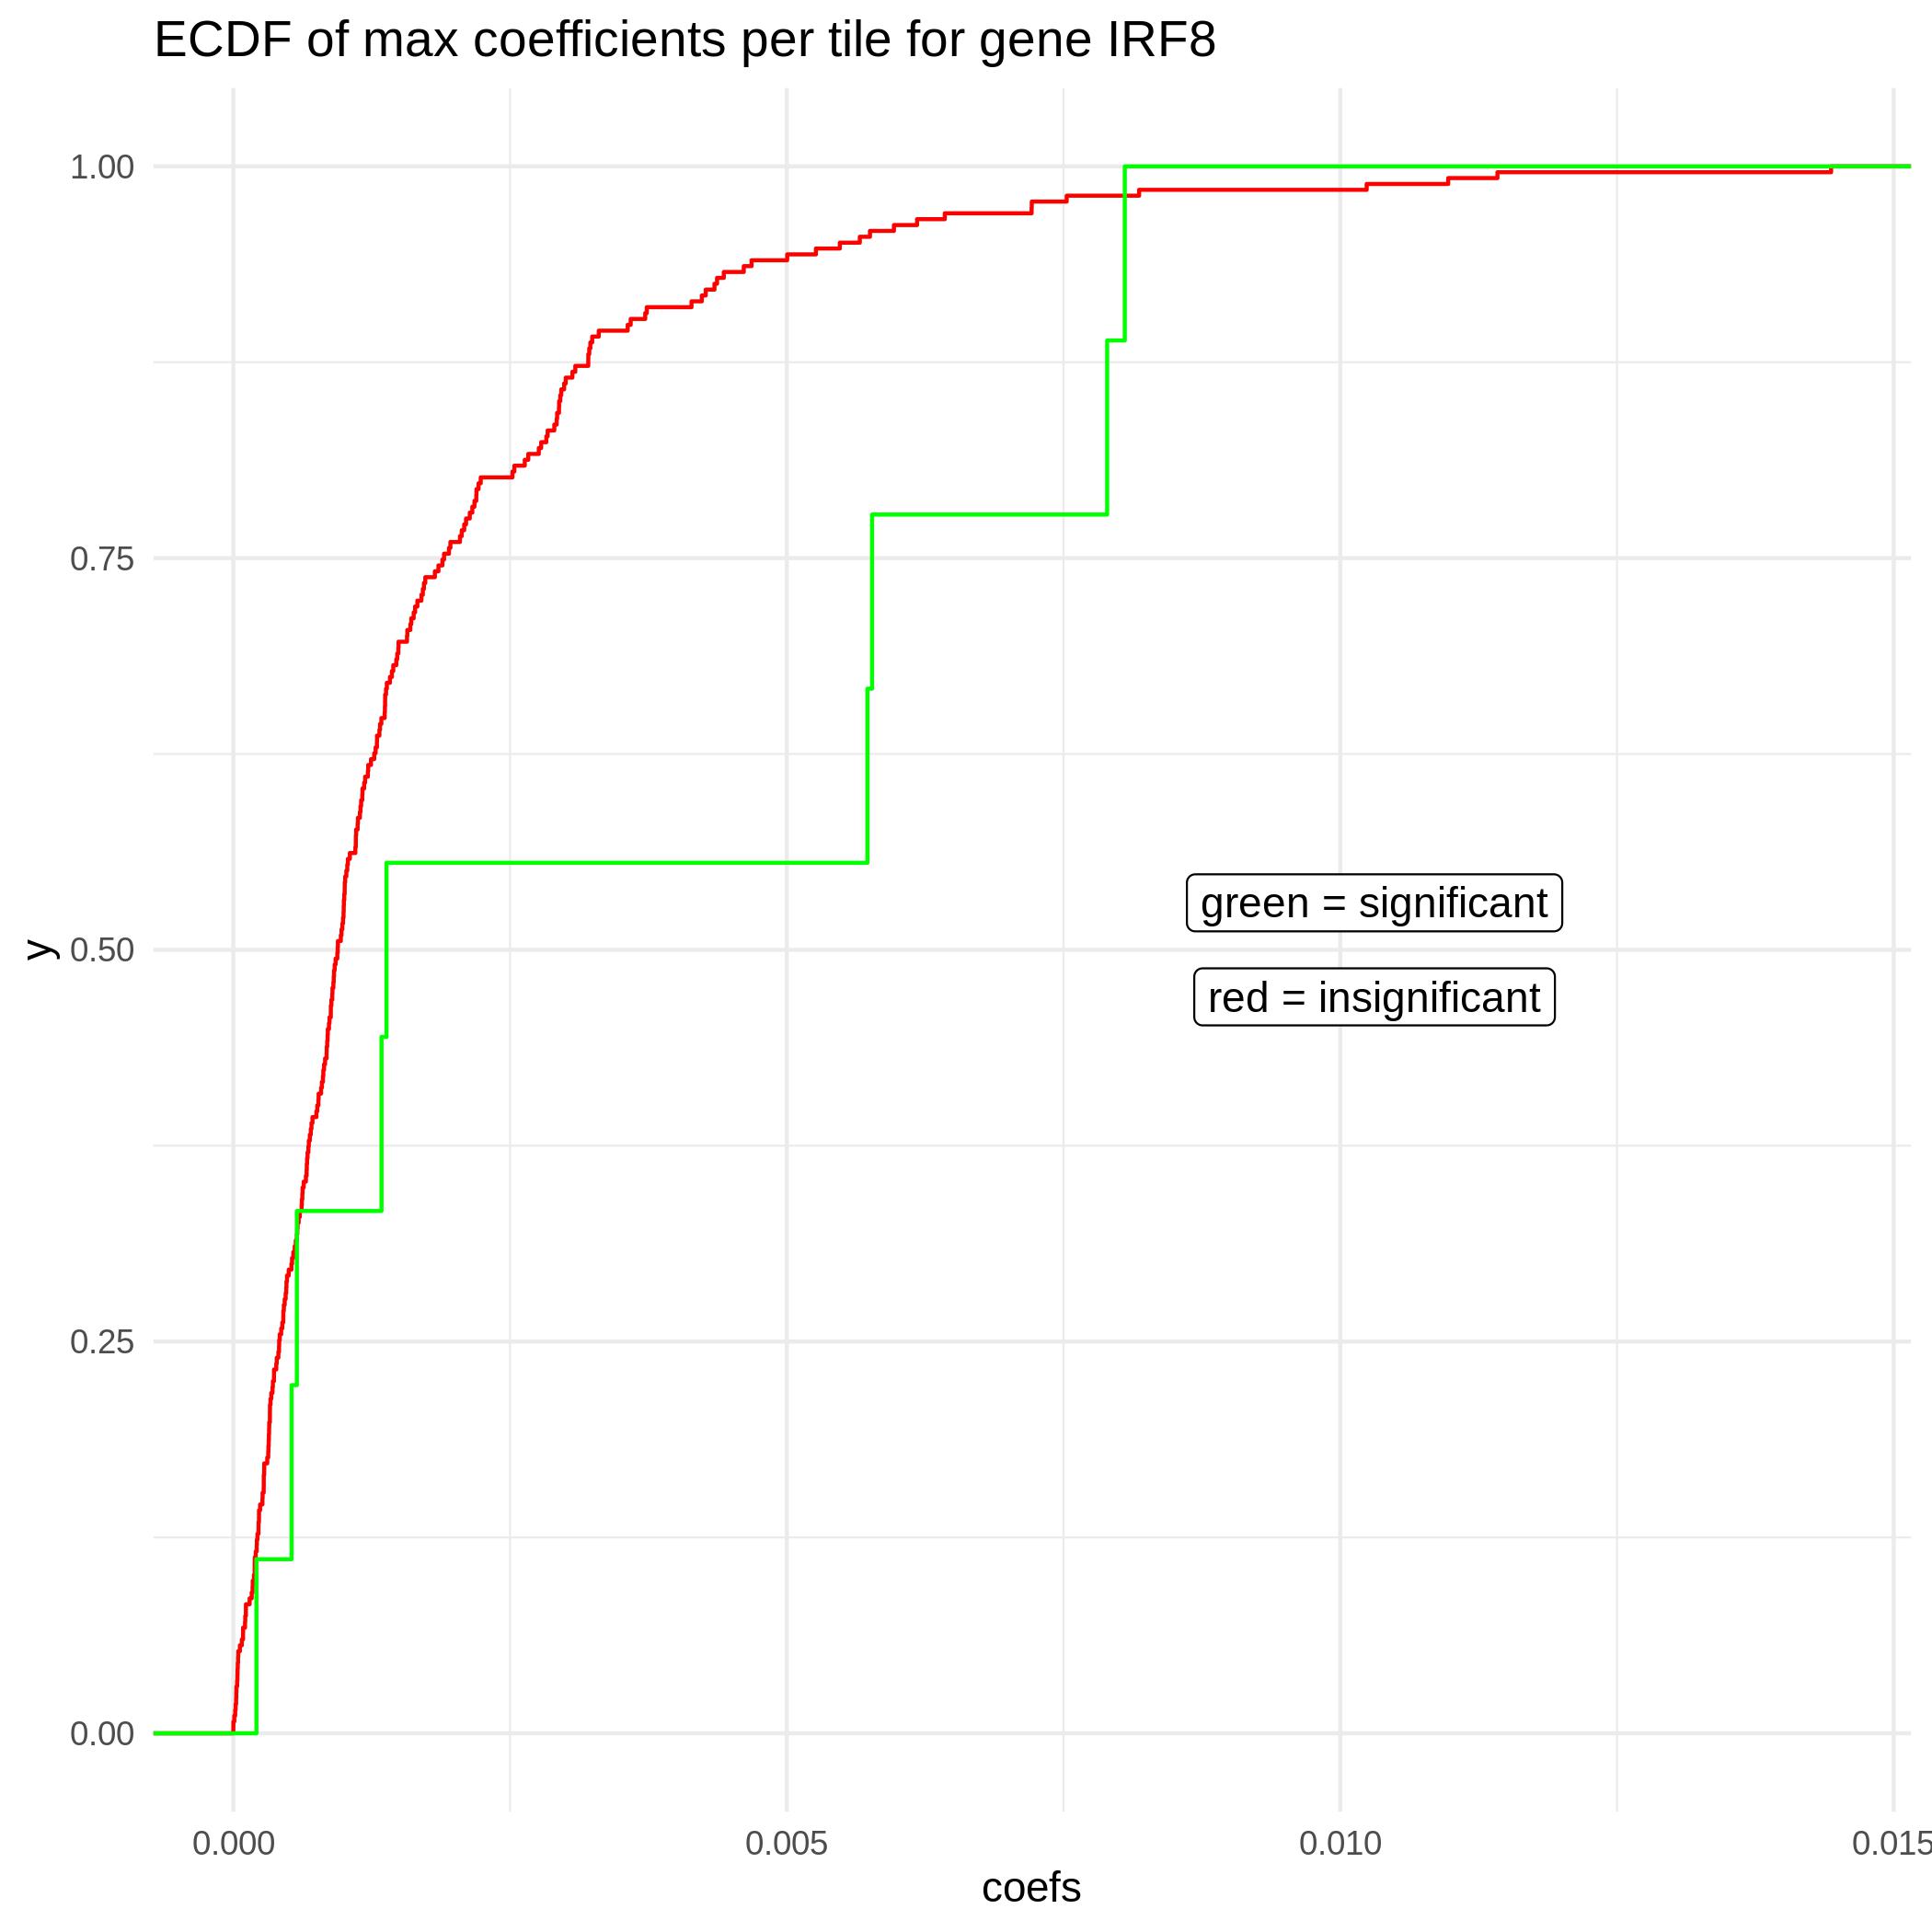 ECDF of max coefficients per tile for gene IRF8
1.00
0.75
0.50
0.25
0.00
y
green = significant
red = insignificant
0.000 0.005 0.010 0.015
coefs